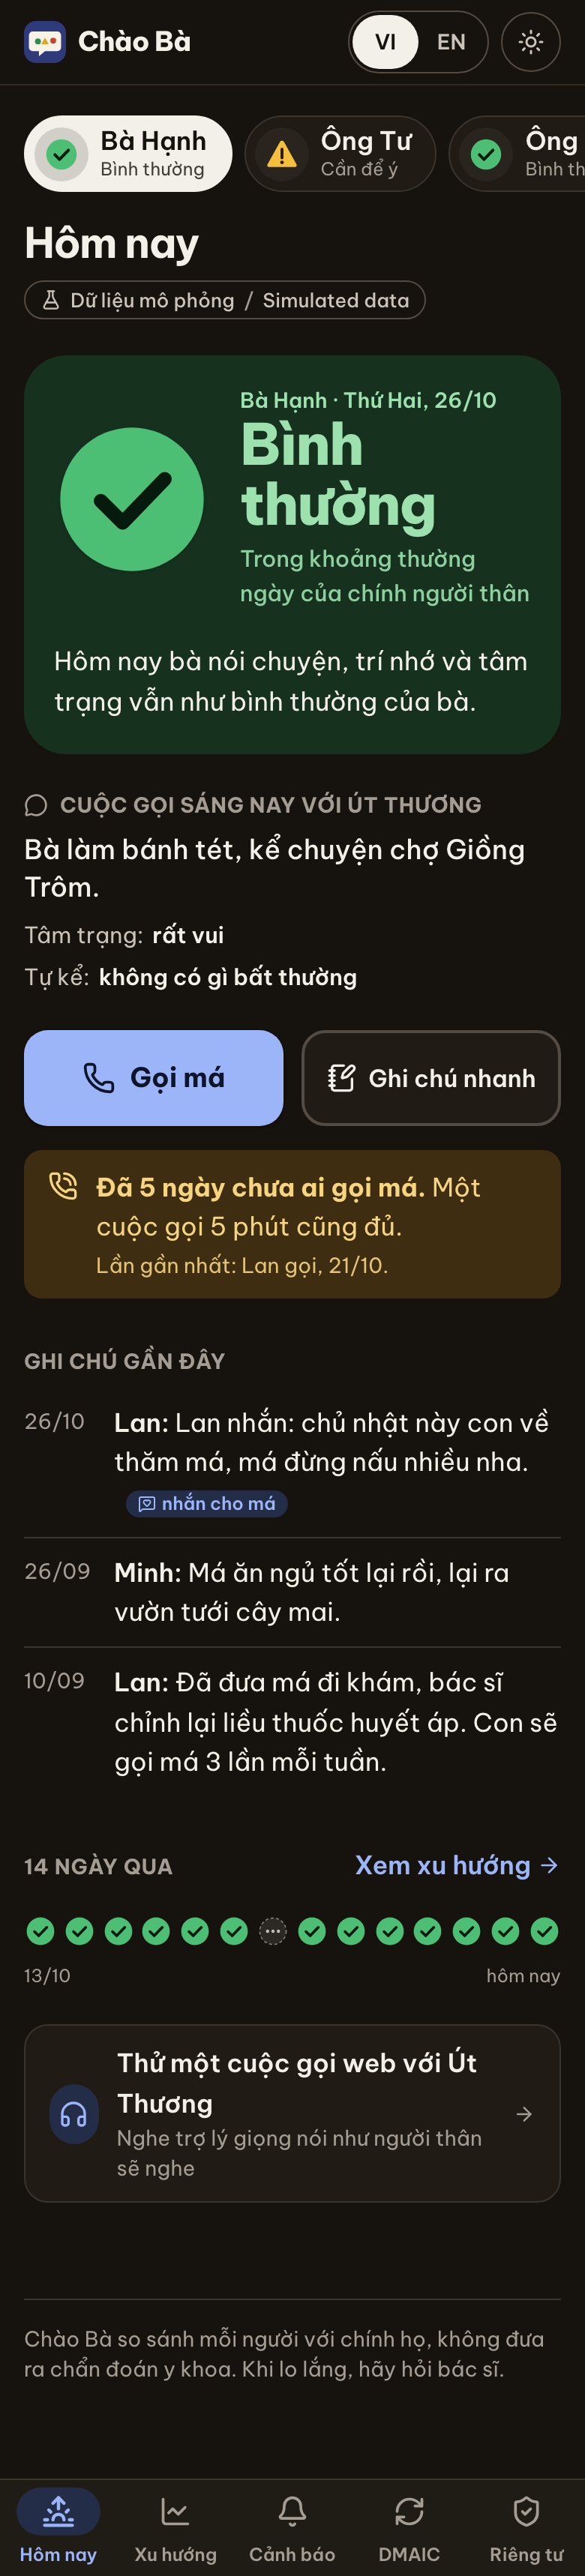 Chào Bà
VI
EN
Bà Hạnh
Bình thường
Ông Tư
Cần để ý
Ông
Bình th
Hôm nay
Dữ liệu mô phỏng / Simulated data
Bà Hạnh · Thứ Hai, 26/10
Bình
thường
Trong khoảng thường
ngày của chính người thân
Hôm nay bà nói chuyện, trí nhớ và tâm
trạng vẫn như bình thường của bà.
CUỘC GỌI SÁNG NAY VỚI ÚT THƯƠNG
Bà làm bánh tét, kể chuyện chợ Giồng
Trôm.
Tâm trạng: rất vui
Tự kể: không có gì bất thường
Gọi má
Ghi chú nhanh
Đã 5 ngày chưa ai gọi má. Một
cuộc gọi 5 phút cũng đủ.
Lần gần nhất: Lan gọi, 21/10.
GHI CHÚ GẦN ĐÂY
26/10
Lan: Lan nhắn: chủ nhật này con về
thăm má, má đừng nấu nhiều nha.
nhắn cho má
26/09
Minh: Má ăn ngủ tốt lại rồi, lại ra
vườn tưới cây mai.
10/09
Lan: Đã đưa má đi khám, bác sĩ
chỉnh lại liều thuốc huyết áp. Con sẽ
gọi má 3 lần mỗi tuần.
14 NGÀY QUA
Xem xu hướng →
13/10
hôm nay
Thử một cuộc gọi web với Út
Thương
Nghe trợ lý giọng nói như người thân
sẽ nghe
Chào Bà so sánh mỗi người với chính họ, không đưa
ra chẩn đoán y khoa. Khi lo lắng, hãy hỏi bác sĩ.
Hôm nay
Xu hướng
Cảnh báo
DMAIC
Riêng tư